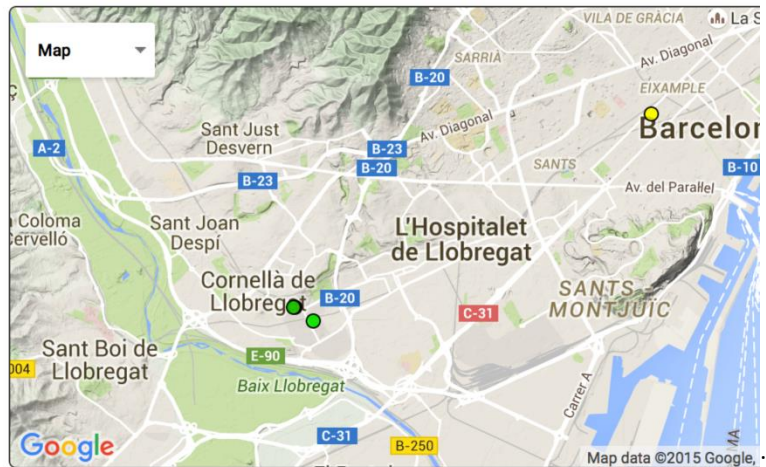 Map
VILA DE GRÀCIA
La S
SARRIÀ
Av. Diagonal
B-20
EIXAMPLE
Av. Diagonal
Barcelon
Sant Just
Desvern
A-2
B-23
B-20
SANTS
B-10
B-23
Av. del Paral·lel
Coloma
Cervelló
Sant Joan
Despí
L'Hospitalet
de Llobregat
Cornellà de
Llobregat
B-20
SANTS
MONTJUÏC
C-31
Sant Boi de
Llobregat
E-90
004
Baix Llobregat
Carrer A
C-31
B-250
Google
Map data ©2015 Google,